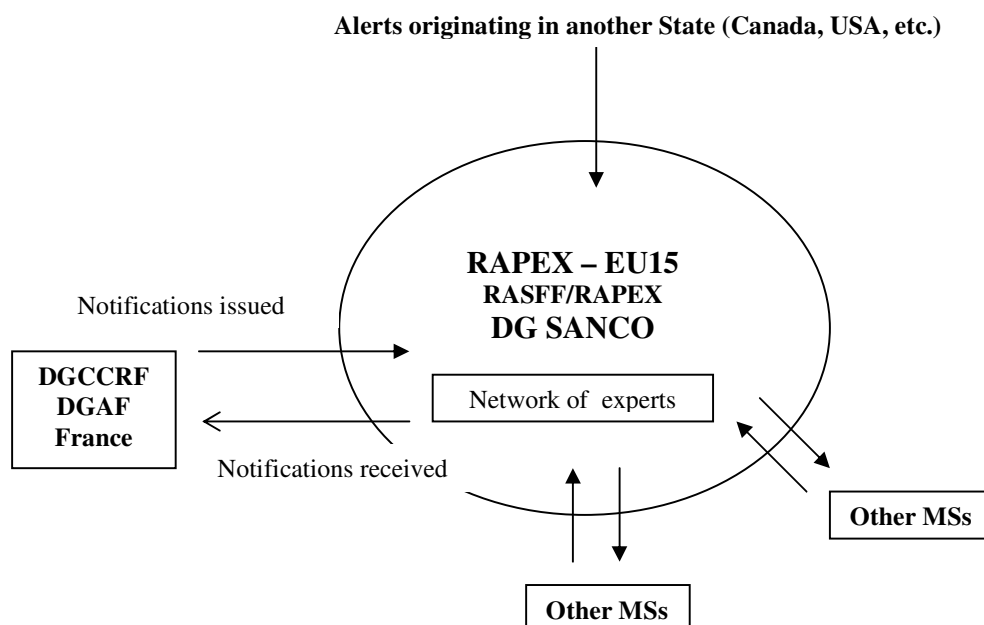 Alerts originating in another State (Canada, USA, etc.)
RAPEX – EU15
RASFF/RAPEX
DG SANCO
Notifications issued
DGCCRF
DGAF
France
Network of experts
Notifications received
Other MSs
Other MSs